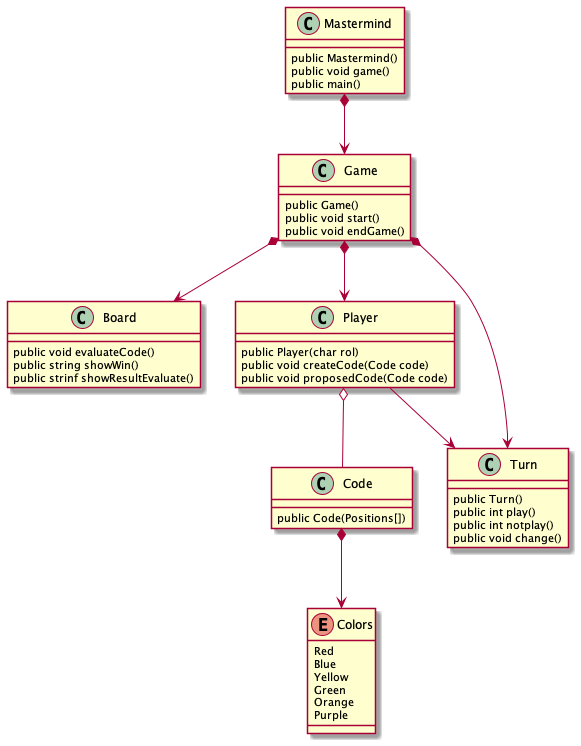 C Mastermind
public Mastermind()
public void game()
public main()
C Game
public Game()
public void start()
public void endGame()
C Board
public void evaluateCode()
public string showWin()
public strinf showResultEvaluate()
C Player
public Player(char rol)
public void createCode(Code code)
public void proposedCode(Code code)
C Turn
public Turn()
public int play()
public int notplay()
public void change()
C Code
public Code(Positions[])
E Colors
Red
Blue
Yellow
Green
Orange
Purple